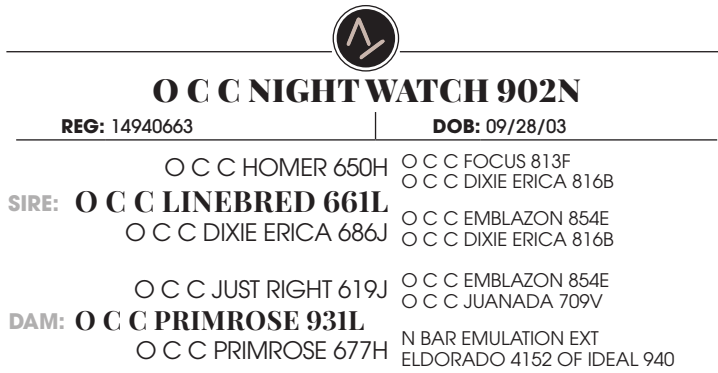 O C C NIGHT WATCH 902N
REG: 14940663 DOB: 09/28/03
O C C HOMER 650H
O C C FOCUS 813F
O C C DIXIE ERICA 816B
SIRE: O C C LINEBRED 661L
O C C DIXIE ERICA 686J
O C C EMBLAZON 854E
O C C DIXIE ERICA 816B
O C C JUST RIGHT 619J
O C C EMBLAZON 854E
O C C JUANADA 709V
DAM: O C C PRIMROSE 931L
O C C PRIMROSE 677H
N BAR EMULATION EXT
ELDORADO 4152 OF IDEAL 940